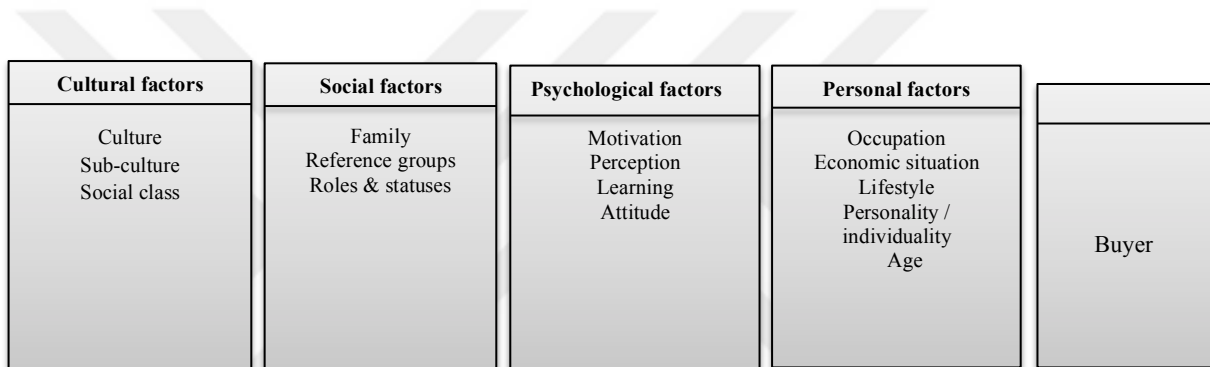 Cultural factors
Culture
Sub-culture
Social class
Social factors
Family
Reference groups
Roles & statuses
Psychological factors
Motivation
Perception
Learning
Attitude
Personal factors
Occupation
Economic situation
Lifestyle
Personality /
individuality
Age
Buyer